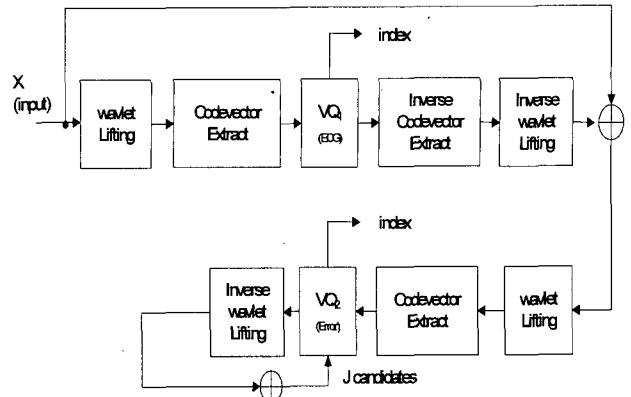 index
X
(input)
wavlet
Lifting
Codevector
Extract
VQ1
(ECG)
Inverse
Codevector
Extract
Inverse
wavlet
Lifting
index
Inverse
wavlet
Lifting
VQ2
(Error)
Codevector
Extract
wavlet
Lifting
J candidates